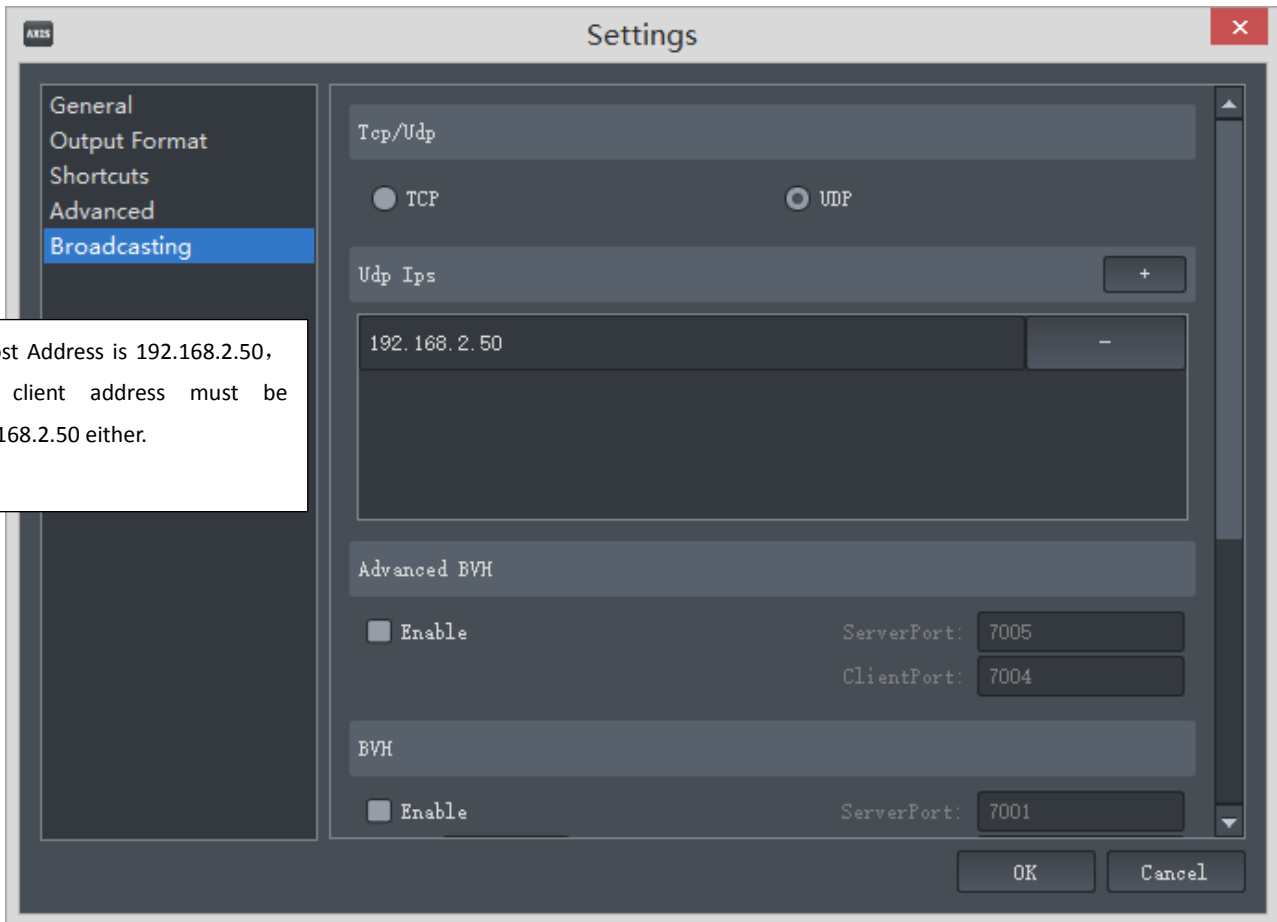 AXIS
Settings
General
Output Format
Shortcuts
Advanced
Broadcasting
Tcp/Udp
TCP
UDP
Udp Ips
+
192.168.2.50
-
ost Address is 192.168.2.50，
client address must be
168.2.50 either.
Advanced BVH
Enable
ServerPort: 7005
ClientPort: 7004
BVH
Enable
ServerPort: 7001
OK
Cancel